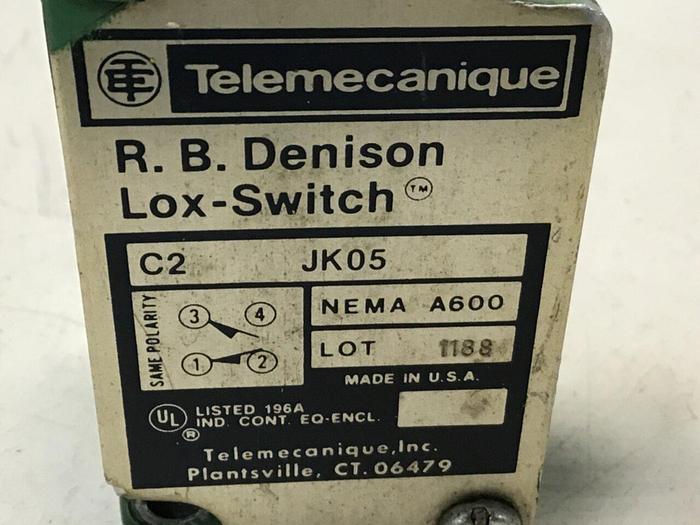 Telemecanique
R. B. Denison
Lox-Switch™
C2 JK05
SAME POLARITY
3 4
1 2
NEMA A600
LOT 1188
MADE IN U.S.A.
UL® LISTED 196A
IND. CONT. EQ-ENCL.
Telemecanique, Inc.
Plantsville, CT. 06479